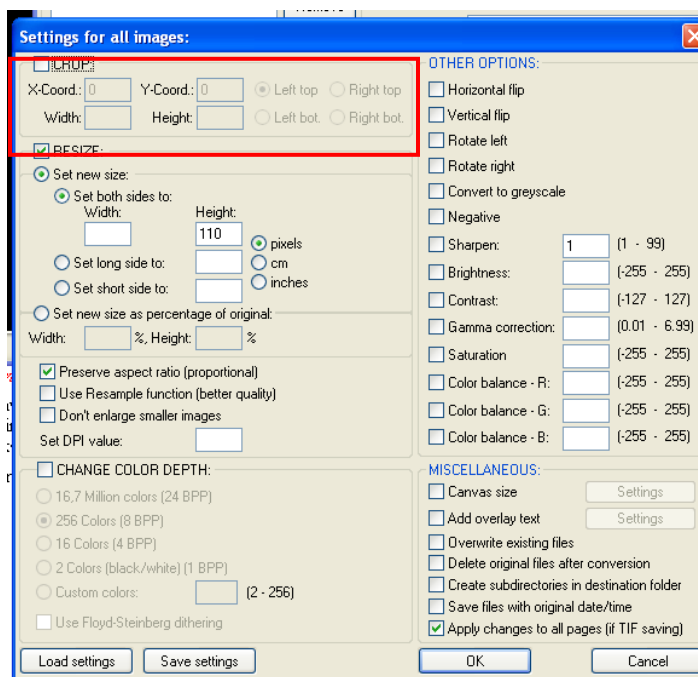 Remove
Settings for all images:
CROP:
X-Coord.: 0 Y-Coord.: 0 Left top Right top
Width: Height: Left bot. Right bot.
RESIZE:
Set new size:
Set both sides to:
Width: Height:
110
pixels
Set long side to: cm
Set short side to: inches
Set new size as percentage of original:
Width: %, Height: %
Preserve aspect ratio (proportional)
Use Resample function (better quality)
Don't enlarge smaller images
Set DPI value:
CHANGE COLOR DEPTH:
16,7 Million colors (24 BPP)
256 Colors (8 BPP)
16 Colors (4 BPP)
2 Colors (black/white) (1 BPP)
Custom colors: (2 - 256)
Use Floyd-Steinberg dithering
Load settings Save settings
OTHER OPTIONS:
Horizontal flip
Vertical flip
Rotate left
Rotate right
Convert to greyscale
Negative
Sharpen: 1 (1 - 99)
Brightness: (-255 - 255)
Contrast: (-127 - 127)
Gamma correction: (0.01 - 6.99)
Saturation (-255 - 255)
Color balance - R: (-255 - 255)
Color balance - G: (-255 - 255)
Color balance - B: (-255 - 255)
MISCELLANEOUS:
Canvas size Settings
Add overlay text Settings
Overwrite existing files
Delete original files after conversion
Create subdirectories in destination folder
Save files with original date/time
Apply changes to all pages (if TIF saving)
OK Cancel